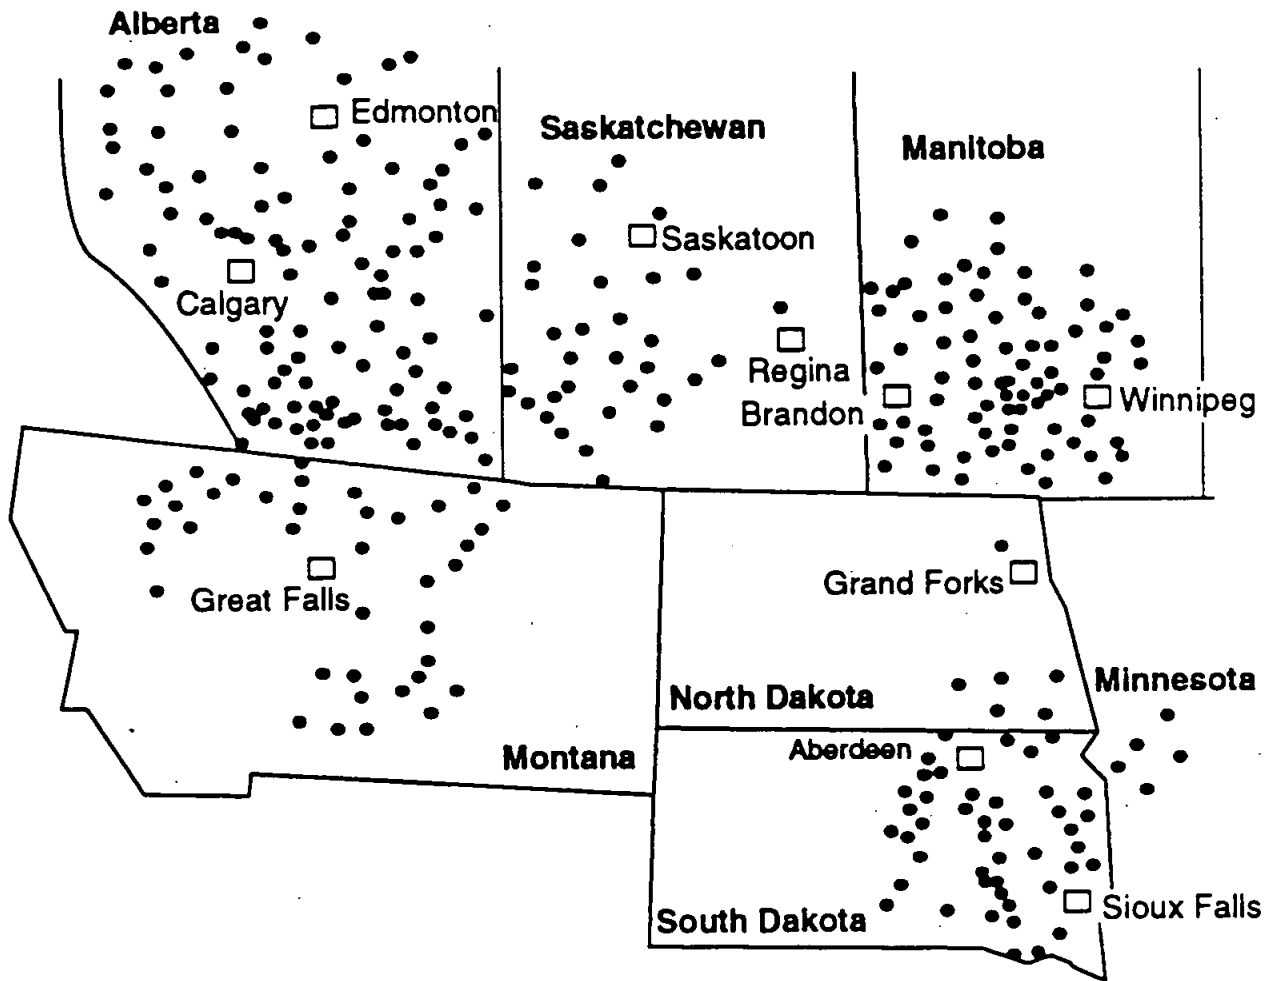 Alberta
Edmonton
Saskatchewan
Manitoba
Saskatoon
Calgary
Regina
Brandon
Winnipeg
Great Falls
Grand Forks
North Dakota
Minnesota
Montana
Aberdeen
South Dakota
Sioux Falls